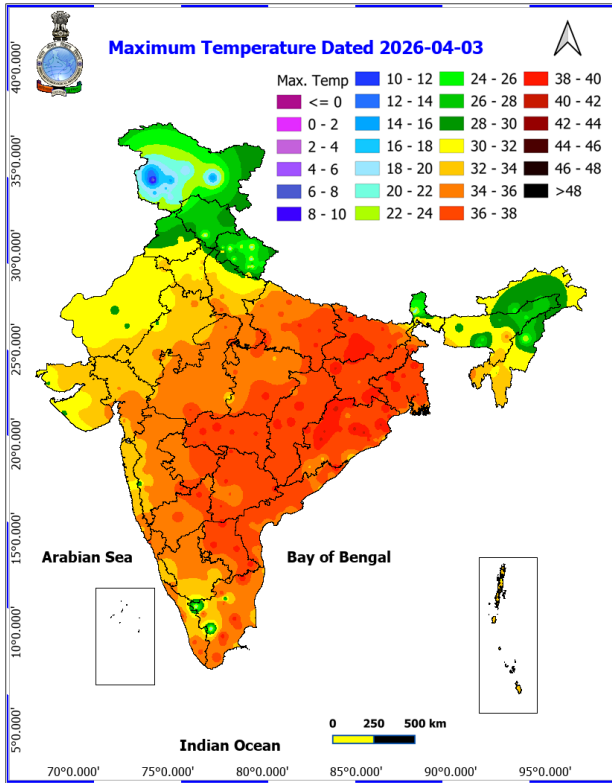 Maximum Temperature Dated 2026-04-03
Max. Temp
<= 0
0 - 2
2 - 4
4 - 6
6 - 8
8 - 10
10 - 12
12 - 14
14 - 16
16 - 18
18 - 20
20 - 22
22 - 24
24 - 26
26 - 28
28 - 30
30 - 32
32 - 34
34 - 36
36 - 38
38 - 40
40 - 42
42 - 44
44 - 46
46 - 48
>48
40°0.000'
35°0.000'
30°0.000'
25°0.000'
20°0.000'
15°0.000'
10°0.000'
5°0.000'
Arabian Sea
Bay of Bengal
Indian Ocean
0 250 500 km
70°0.000' 75°0.000' 80°0.000' 85°0.000' 90°0.000' 95°0.000'